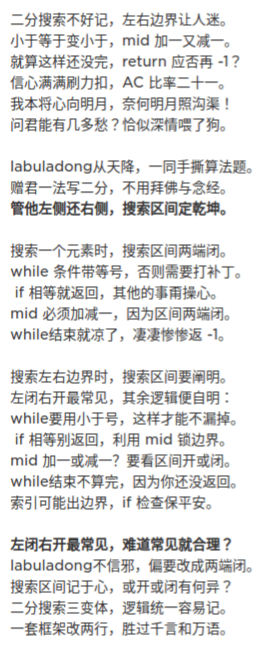 二分搜索不好记，左右边界让人迷。
小于等于变小于，mid 加一又减一。
就算这样还没完，return 应否再 -1？
信心满满刷力扣，AC 比率二十一。
我本将心向明月，奈何明月照沟渠！
问君能有几多愁？恰似深情喂了狗。
labuladong从天降，一同手撕算法题。
赠君一法写二分，不用拜佛与念经。
管他左侧还右侧，搜索区间定乾坤。
搜索一个元素时，搜索区间两端闭。
while 条件带等号，否则需要打补丁。
if 相等就返回，其他的事甭操心。
mid 必须加减一，因为区间两端闭。
while结束就凉了，凄凄惨惨返 -1。
搜索左右边界时，搜索区间要阐明。
左闭右开最常见，其余逻辑便自明：
while要用小于号，这样才能不漏掉。
if 相等别返回，利用 mid 锁边界。
mid 加一或减一？要看区间开或闭。
while结束不算完，因为你还没返回。
索引可能出边界，if 检查保平安。
左闭右开最常见，难道常见就合理？
labuladong不信邪，偏要改成两端闭。
搜索区间记于心，或开或闭有何异？
二分搜索三变体，逻辑统一容易记。
一套框架改两行，胜过千言和万语。